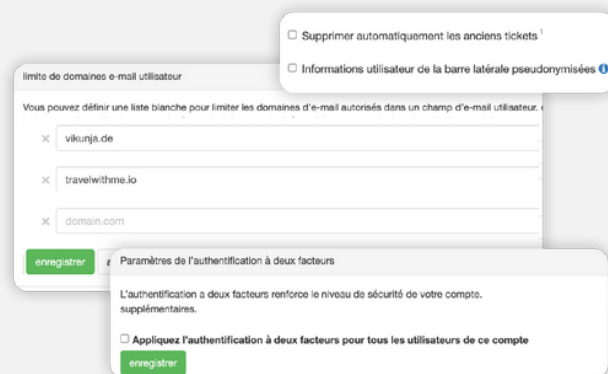 Supprimer automatiquement les anciens tickets 1
Informations utilisateur de la barre latérale pseudonymisées
limite de domaines e-mail utilisateur
Vous pouvez définir une liste blanche pour limiter les domaines d'e-mail autorisés dans un champ d'e-mail utilisateur.
vikunja.de
travelwithme.io
domain.com
enregistrer
Paramètres de l'authentification à deux facteurs
L'authentification a deux facteurs renforce le niveau de sécurité de votre compte.
supplémentaires.
Appliquez l'authentification à deux facteurs pour tous les utilisateurs de ce compte
enregistrer